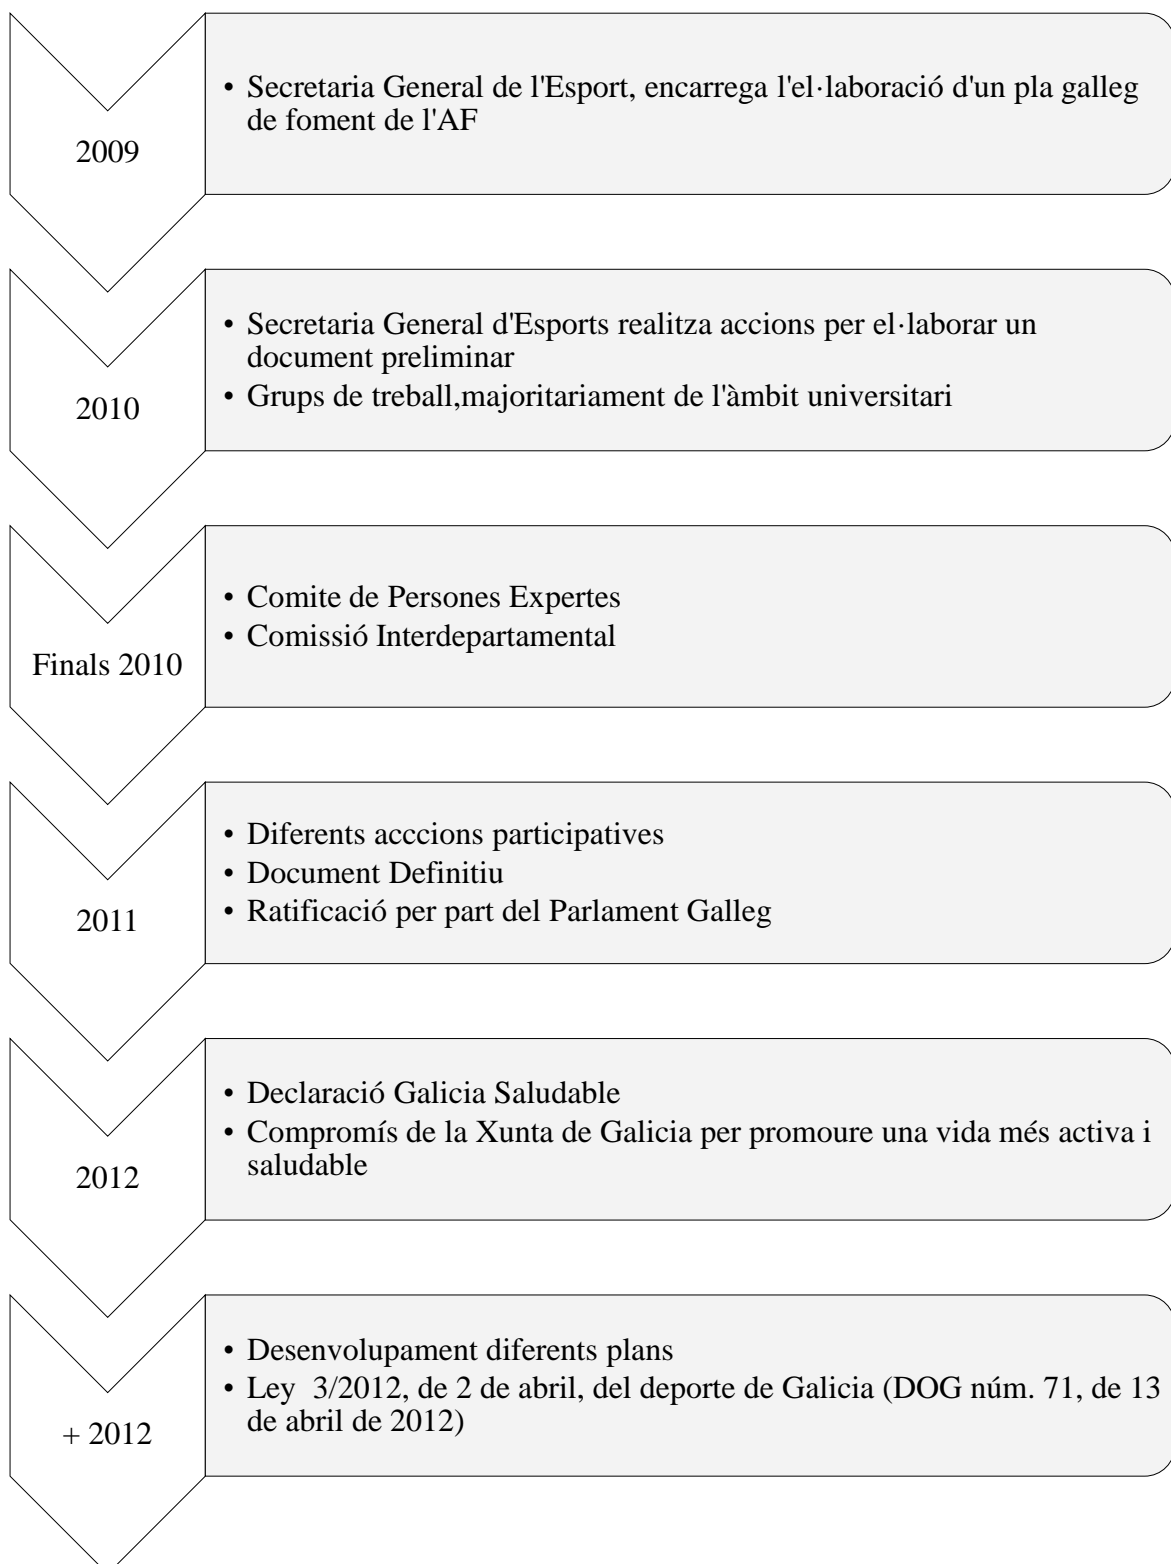 2009
• Secretaria General de l'Esport, encarrega l'el·laboració d'un pla galleg
de foment de l'AF
2010
• Secretaria General d'Esports realitza accions per el·laborar un
document preliminar
• Grups de treball,majoritariament de l'àmbit universitari
Finals 2010
• Comite de Persones Expertes
• Comissió Interdepartamental
2011
• Diferents acccions participatives
• Document Definitiu
• Ratificació per part del Parlament Galleg
2012
• Declaració Galicia Saludable
• Compromís de la Xunta de Galicia per promoure una vida més activa i
saludable
+ 2012
• Desenvolupament diferents plans
• Ley  3/2012, de 2 de abril, del deporte de Galicia (DOG núm. 71, de 13
de abril de 2012)